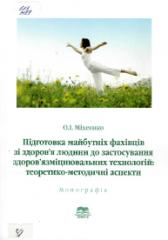 О.І. Міхеєнко
Підготовка майбутніх фахівців
зі здоров'я людини до застосування
здоров'язміцнювальних технологій:
теоретико-методичні аспекти
Монографія